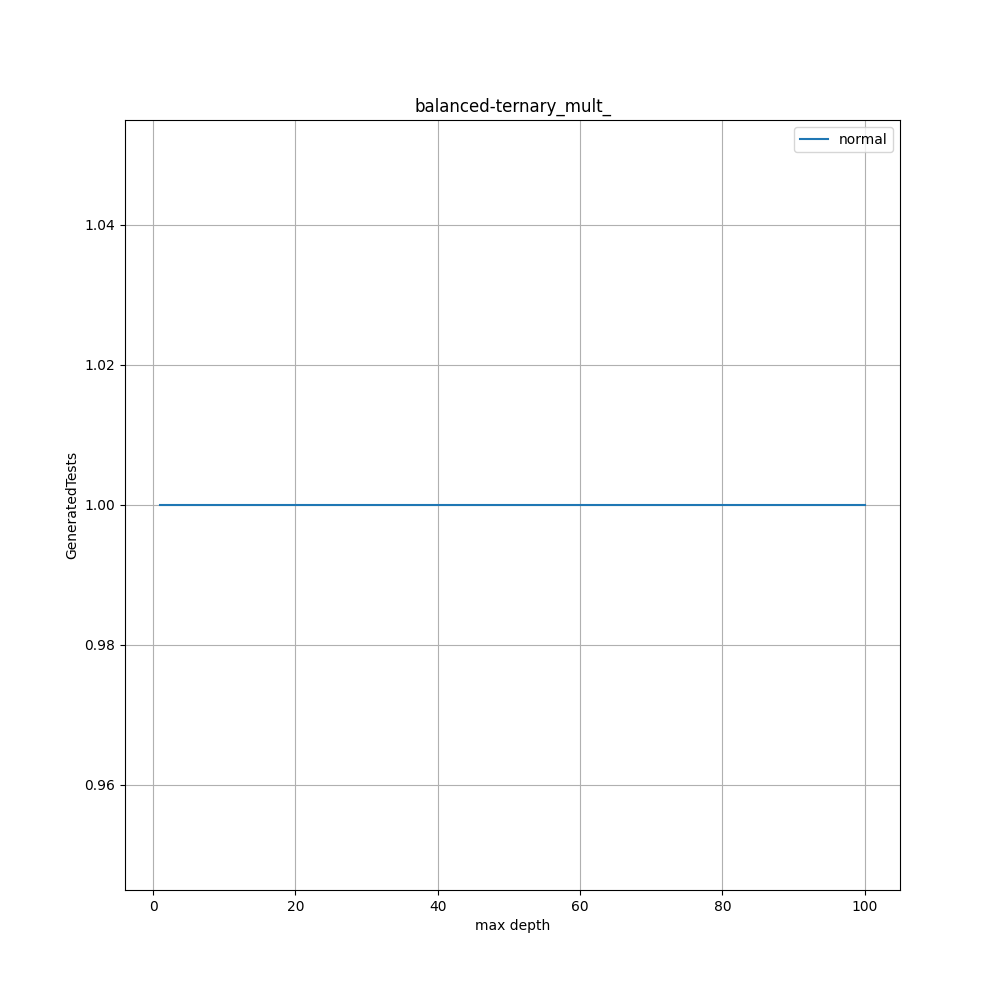 balanced-ternary_mult_
normal
1.04
1.02
1.00
0.98
0.96
GeneratedTests
0 20 40 60 80 100
max depth